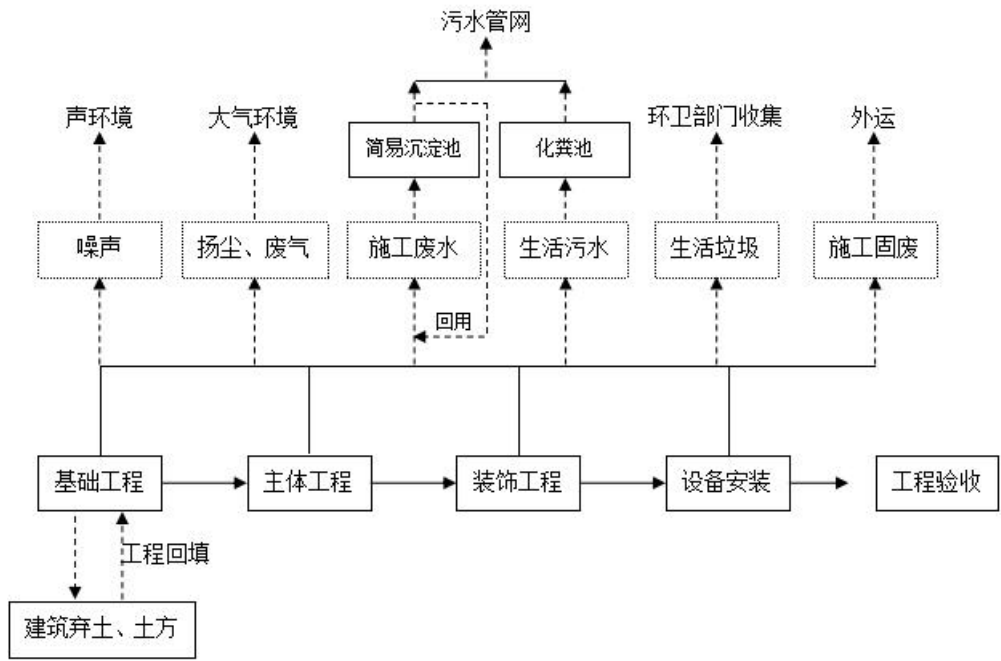 污水管网
声环境
大气环境
环卫部门收集
外运
简易沉淀池
化粪池
噪声
扬尘、废气
施工废水
生活污水
生活垃圾
施工固废
回用
基础工程
主体工程
装饰工程
设备安装
工程验收
工程回填
建筑弃土、土方